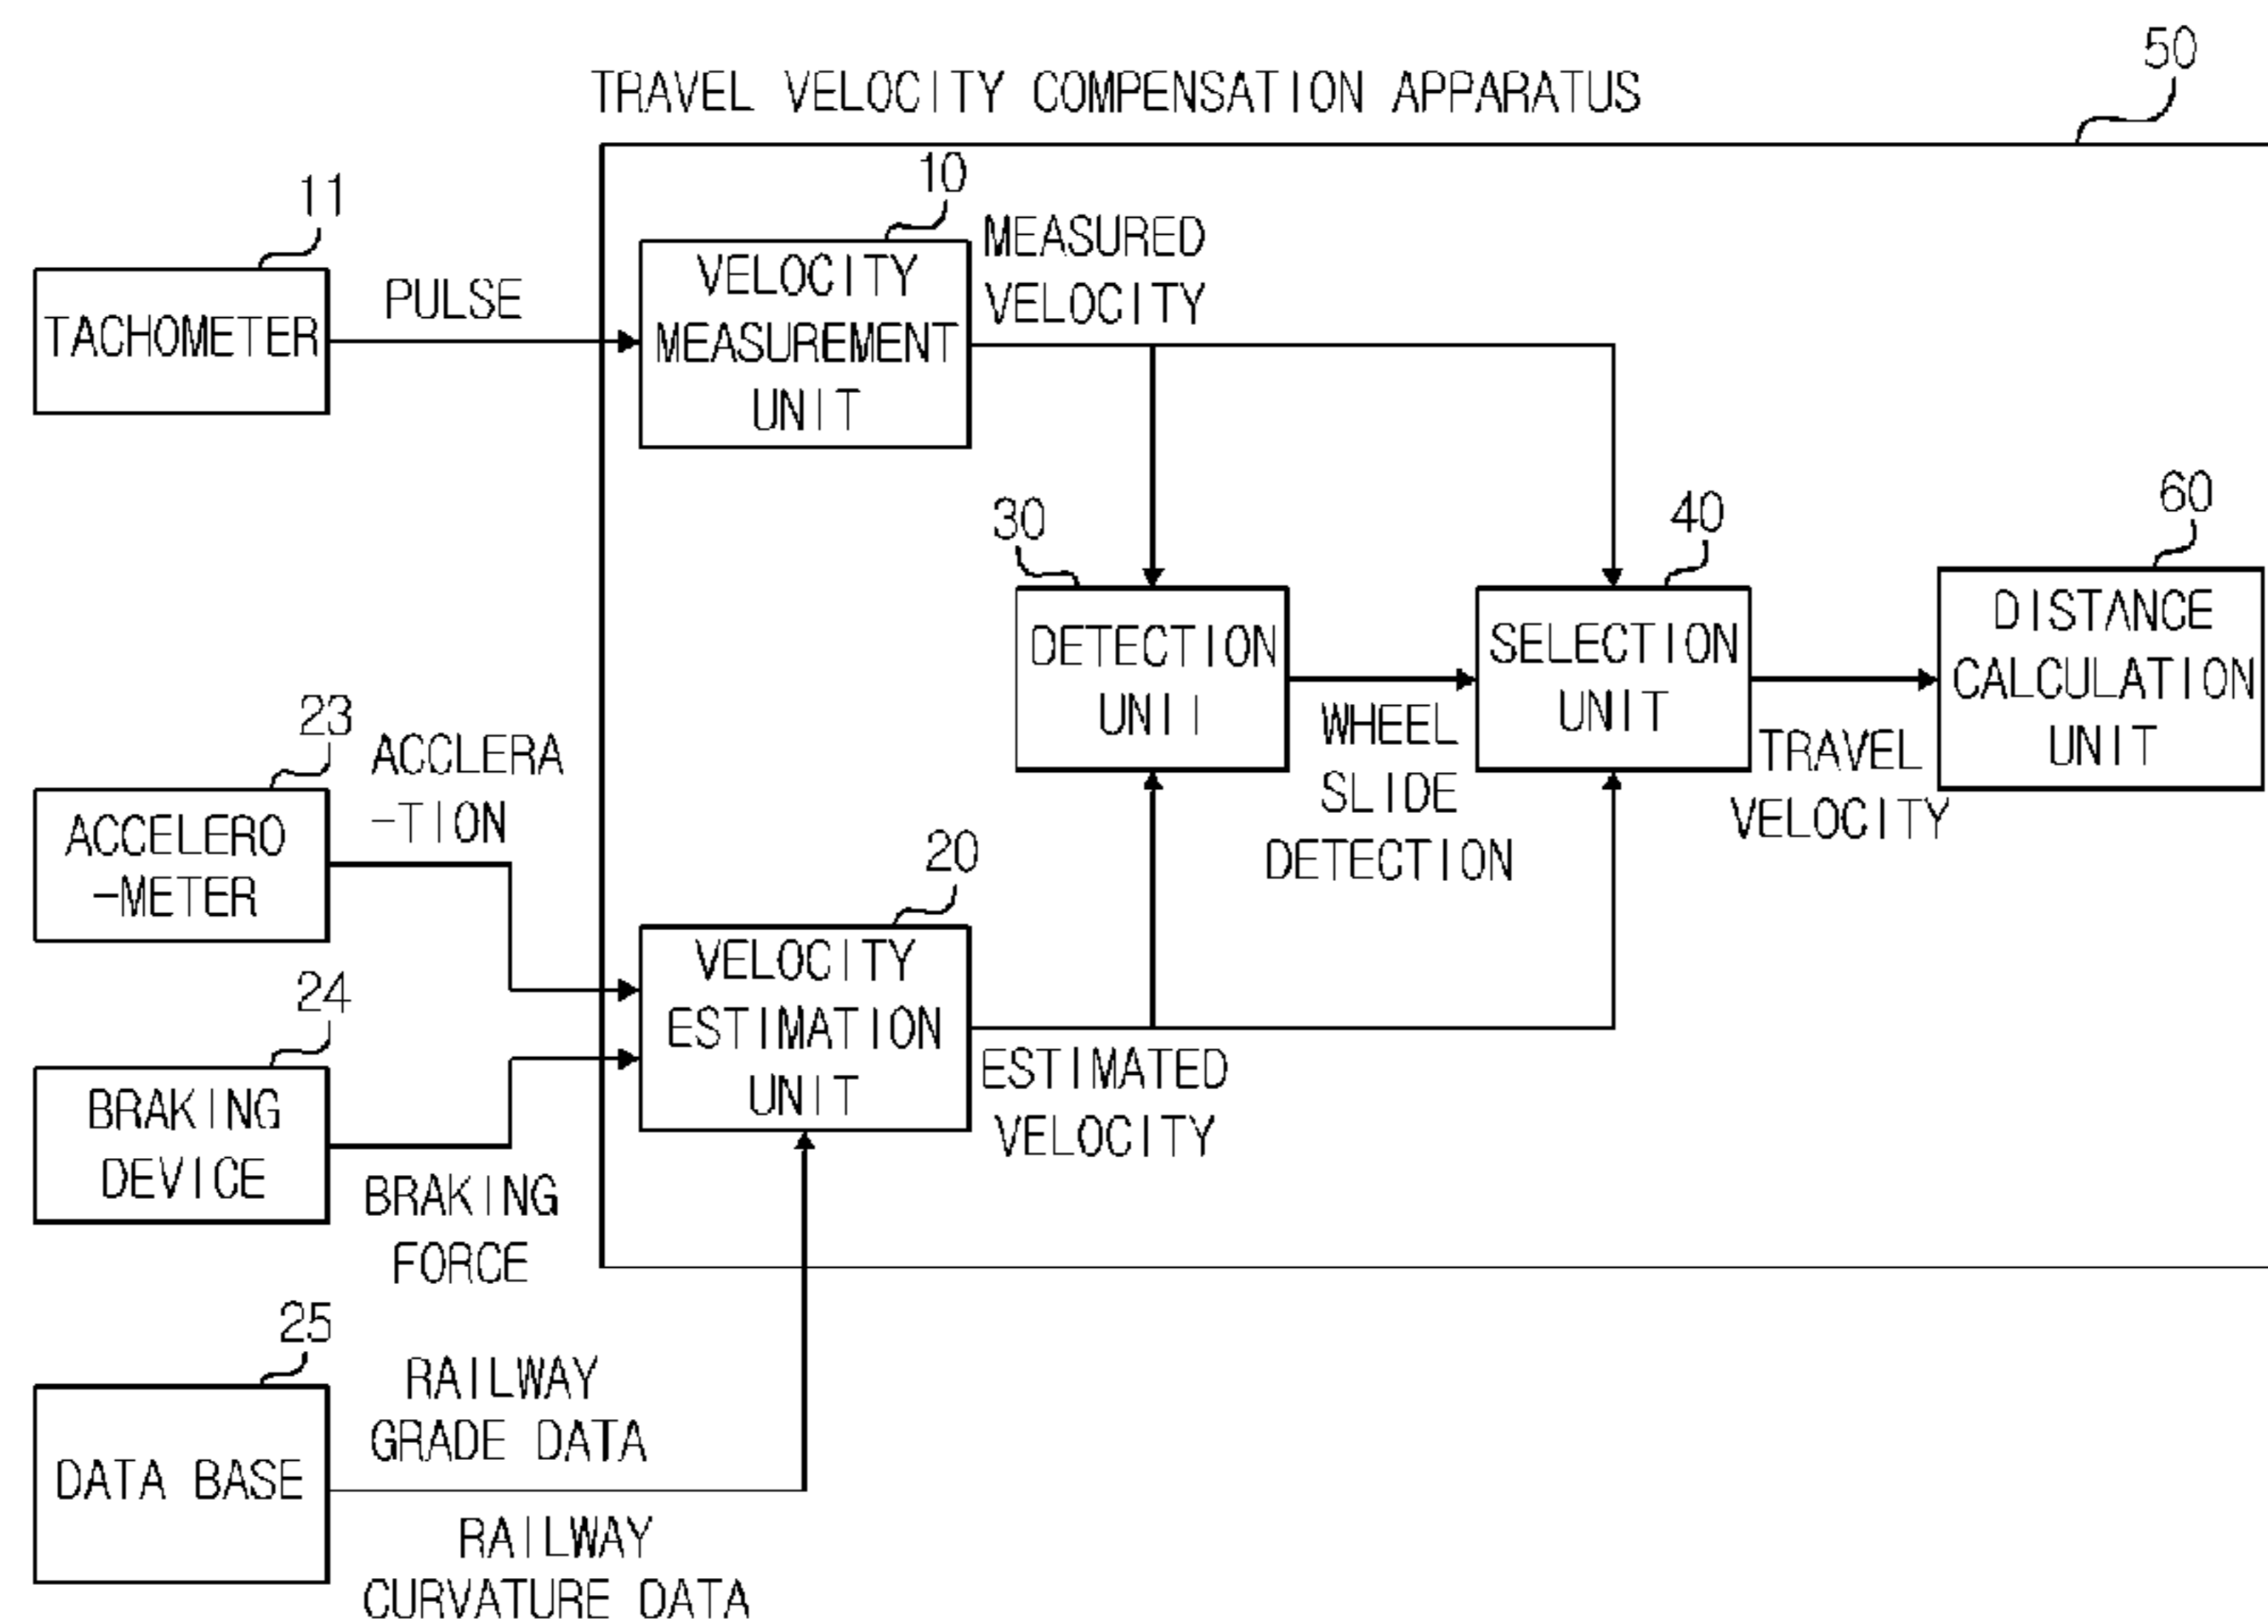 50
TRAVEL VELOCITY COMPENSATION APPARATUS
10
11
MEASURED
VELOCITY
VELOCITY
MEASUREMENT
UNIT
PULSE
TACHOMETER
60
30
40
DISTANCE
CALCULATION
UNIT
DETECTION
UNIT
SELECTION
UNIT
WHEEL
SLIDE
DETECTION
TRAVEL
VELOCITY
23
ACCLERA
-TION
ACCELERO
-METER
20
VELOCITY
ESTIMATION
UNIT
24
ESTIMATED
VELOCITY
BRAKING
DEVICE
BRAKING
FORCE
25
RAILWAY
GRADE DATA
DATA BASE
RAILWAY
CURVATURE DATA